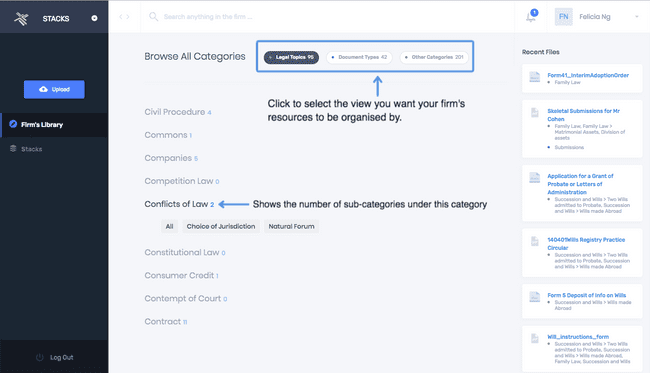 STACKS
Search anything in the firm ...
1
FN
Felicia Ng
Upload
Firm's Library
Stacks
Log Out
Browse All Categories
Legal Topics 95
Document Types 42
Other Categories 201
Click to select the view you want your firm's
resources to be organised by.
Civil Procedure 4
Commons 1
Companies 5
Competition Law 0
Conflicts of Law 2
Shows the number of sub-categories under this category
All
Choice of Jurisdiction
Natural Forum
Constitutional Law 0
Consumer Credit 1
Contempt of Court 0
Contract 11
Recent Files
Form41_InterimAdoptionOrder
Family Law
Skeletal Submissions for Mr
Cohen
Family Law, Family Law >
Matrimonial Assets, Division of
assets
Submissions
Application for a Grant of
Probate or Letters of
Administration
Succession and Wills > Two Wills
admitted to Probate, Succession
and Wills > Wills made Abroad
140401Wills Registry Practice
Circular
Succession and Wills > Two Wills
admitted to Probate, Succession
and Wills > Wills made Abroad
Form 5 Deposit of Info on Wills
Succession and Wills > Wills made
Abroad
Will_instructions_form
Succession and Wills > Two Wills
admitted to Probate, Succession
and Wills > Wills made Abroad,
Family Law, Succession and Wills